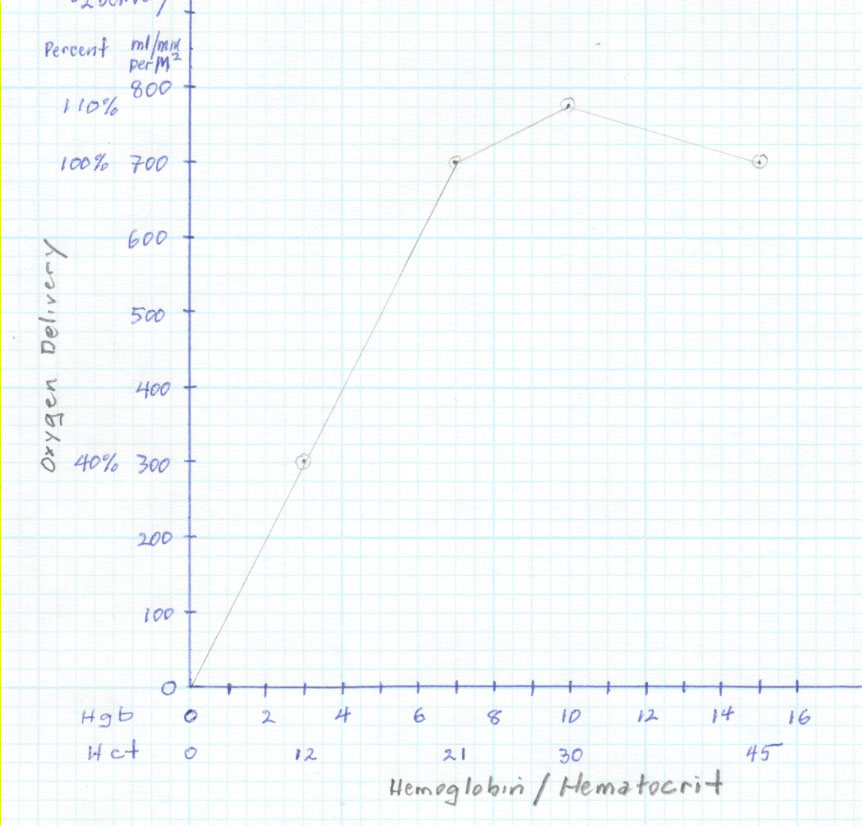 Percent ml/min
per M²
800
110%
100% 700
600
500
400
40% 300
200
100
0
Oxygen Delivery
Hgb 0 2 4 6 8 10 12 14 16
Hct 0 12 21 30 45
Hemoglobin / Hematocrit